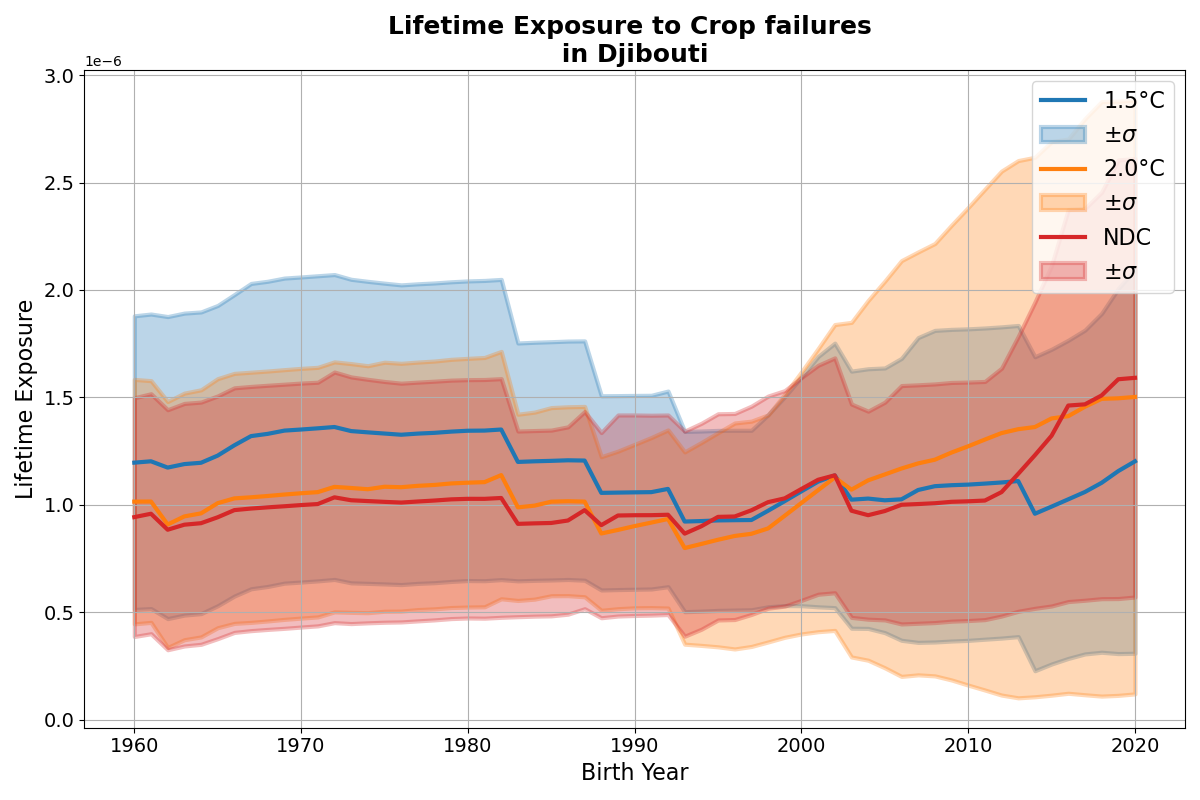 Lifetime Exposure to Crop failures
in Djibouti
1e−6
3.0
2.5
2.0
1.5
1.0
0.5
0.0
Lifetime Exposure
1.5°C
±σ
2.0°C
±σ
NDC
±σ
1960 1970 1980 1990 2000 2010 2020
Birth Year